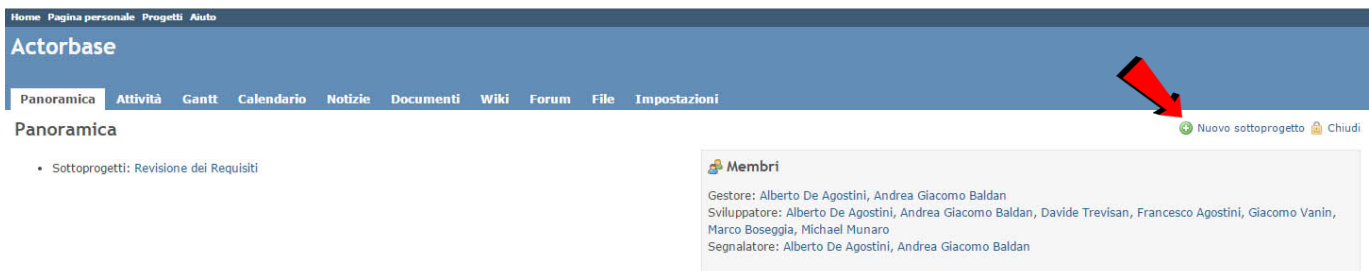 Home Pagina personale Progetti Aiuto
Actorbase
Panoramica Attività Gantt Calendario Notizie Documenti Wiki Forum File Impostazioni
Panoramica
Nuovo sottoprogetto Chiudi
• Sottoprogetti: Revisione dei Requisiti
Membri
Gestore: Alberto De Agostini, Andrea Giacomo Baldan
Sviluppatore: Alberto De Agostini, Andrea Giacomo Baldan, Davide Trevisan, Francesco Agostini, Giacomo Vanin,
Marco Boseggia, Michael Munaro
Segnalatore: Alberto De Agostini, Andrea Giacomo Baldan